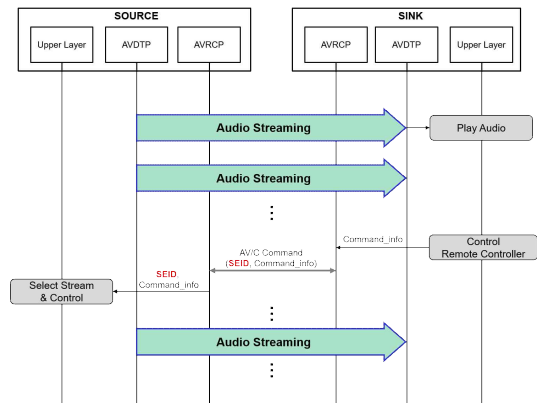 SOURCE
SINK
Upper Layer
AVDTP
AVRCP
AVRCP
AVDTP
Upper Layer
Audio Streaming
Play Audio
Audio Streaming
Command_info
Control
Remote Controller
AV/C Command
(SEID, Command_info)
SEID,
Command_info
Select Stream
& Control
Audio Streaming